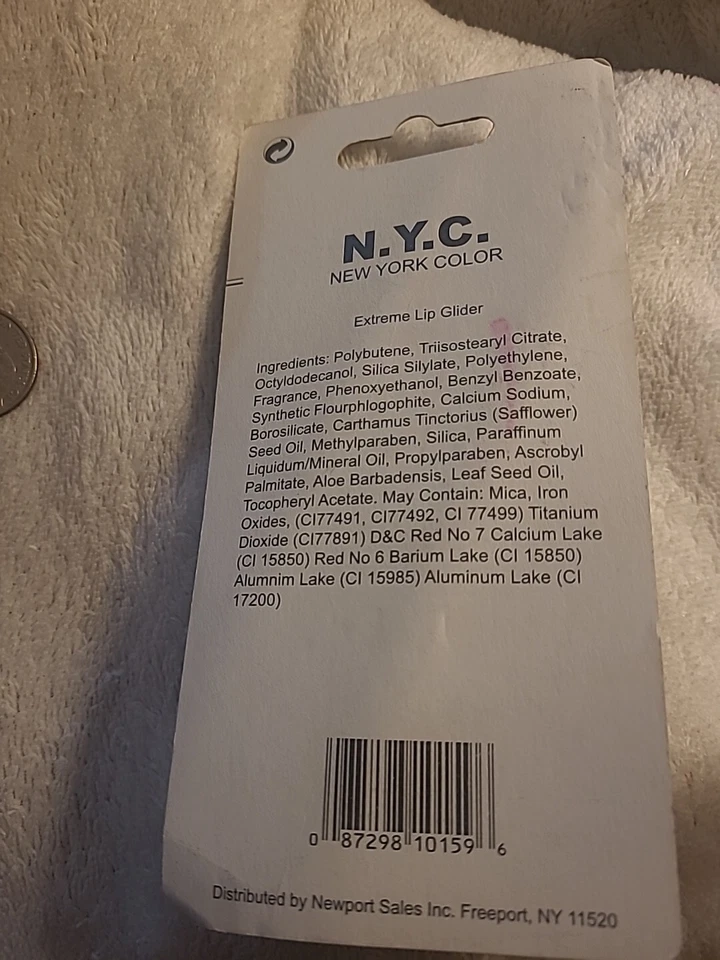 N.Y.C.
NEW YORK COLOR
Extreme Lip Glider
Ingredients: Polybutene, Triisostearyl Citrate,
Octyldodecanol, Silica Silylate, Polyethylene,
Fragrance, Phenoxyethanol, Benzyl Benzoate,
Synthetic Flourphlogophite, Calcium Sodium,
Borosilicate, Carthamus Tinctorius (Safflower)
Seed Oil, Methylparaben, Silica, Paraffinum
Liquidum/Mineral Oil, Propylparaben, Ascrobyl
Palmitate, Aloe Barbadensis, Leaf Seed Oil,
Tocopheryl Acetate. May Contain: Mica, Iron
Oxides, (CI77491, CI77492, CI 77499) Titanium
Dioxide (CI77891) D&C Red No 7 Calcium Lake
(CI 15850) Red No 6 Barium Lake (CI 15850)
Alumnim Lake (CI 15985) Aluminum Lake (CI
17200)
0 87298 10159 6
Distributed by Newport Sales Inc. Freeport, NY 11520